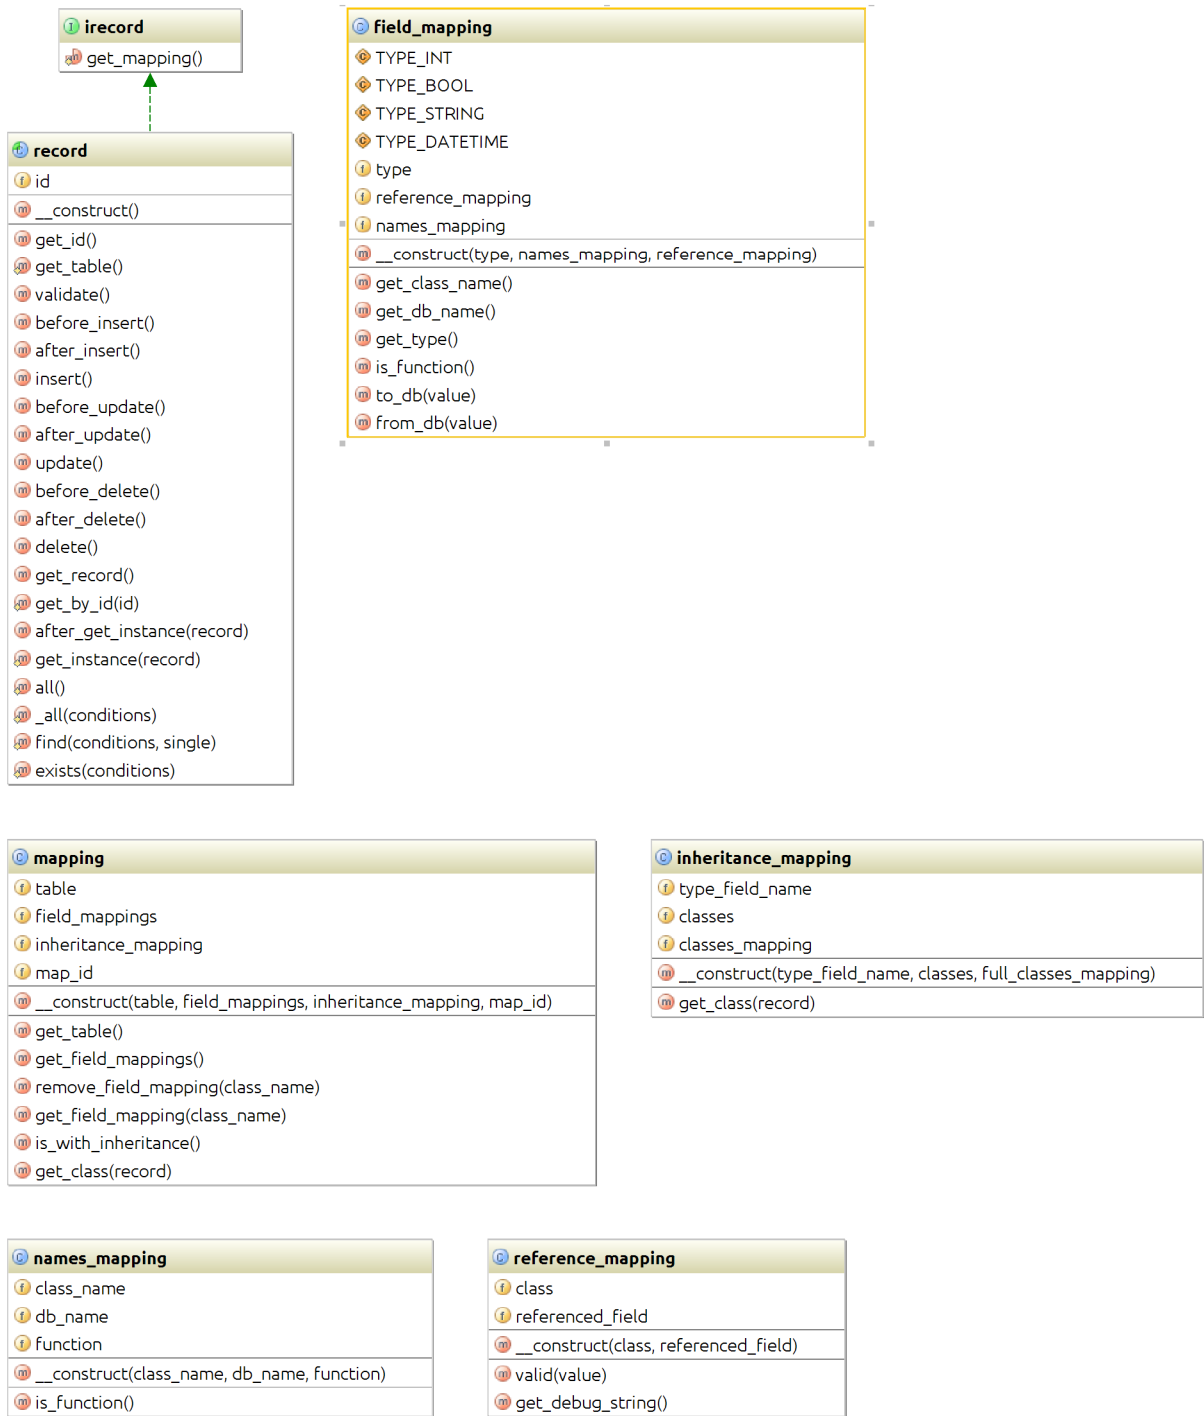 irecord
get_mapping()
record
id
__construct()
get_id()
get_table()
validate()
before_insert()
after_insert()
insert()
before_update()
after_update()
update()
before_delete()
after_delete()
delete()
get_record()
get_by_id(id)
after_get_instance(record)
get_instance(record)
all()
_all(conditions)
find(conditions, single)
exists(conditions)
field_mapping
TYPE_INT
TYPE_BOOL
TYPE_STRING
TYPE_DATETIME
type
reference_mapping
names_mapping
__construct(type, names_mapping, reference_mapping)
get_class_name()
get_db_name()
get_type()
is_function()
to_db(value)
from_db(value)
mapping
table
field_mappings
inheritance_mapping
map_id
__construct(table, field_mappings, inheritance_mapping, map_id)
get_table()
get_field_mappings()
remove_field_mapping(class_name)
get_field_mapping(class_name)
is_with_inheritance()
get_class(record)
inheritance_mapping
type_field_name
classes
classes_mapping
__construct(type_field_name, classes, full_classes_mapping)
get_class(record)
names_mapping
class_name
db_name
function
__construct(class_name, db_name, function)
is_function()
reference_mapping
class
referenced_field
__construct(class, referenced_field)
valid(value)
get_debug_string()